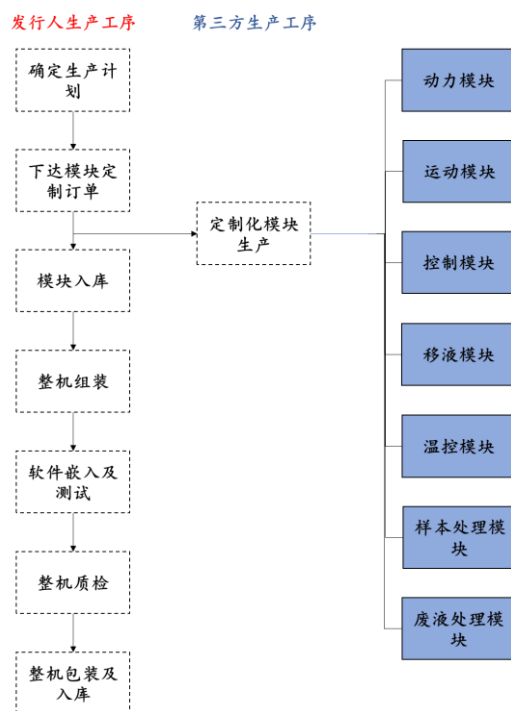 发行人生产工序
第三方生产工序
确定生产计
划
下达模块定
制订单
模块入库
整机组装
软件嵌入及
测试
整机质检
整机包装及
入库
定制化模块
生产
动力模块
运动模块
控制模块
移液模块
温控模块
样本处理模
块
废液处理模
块